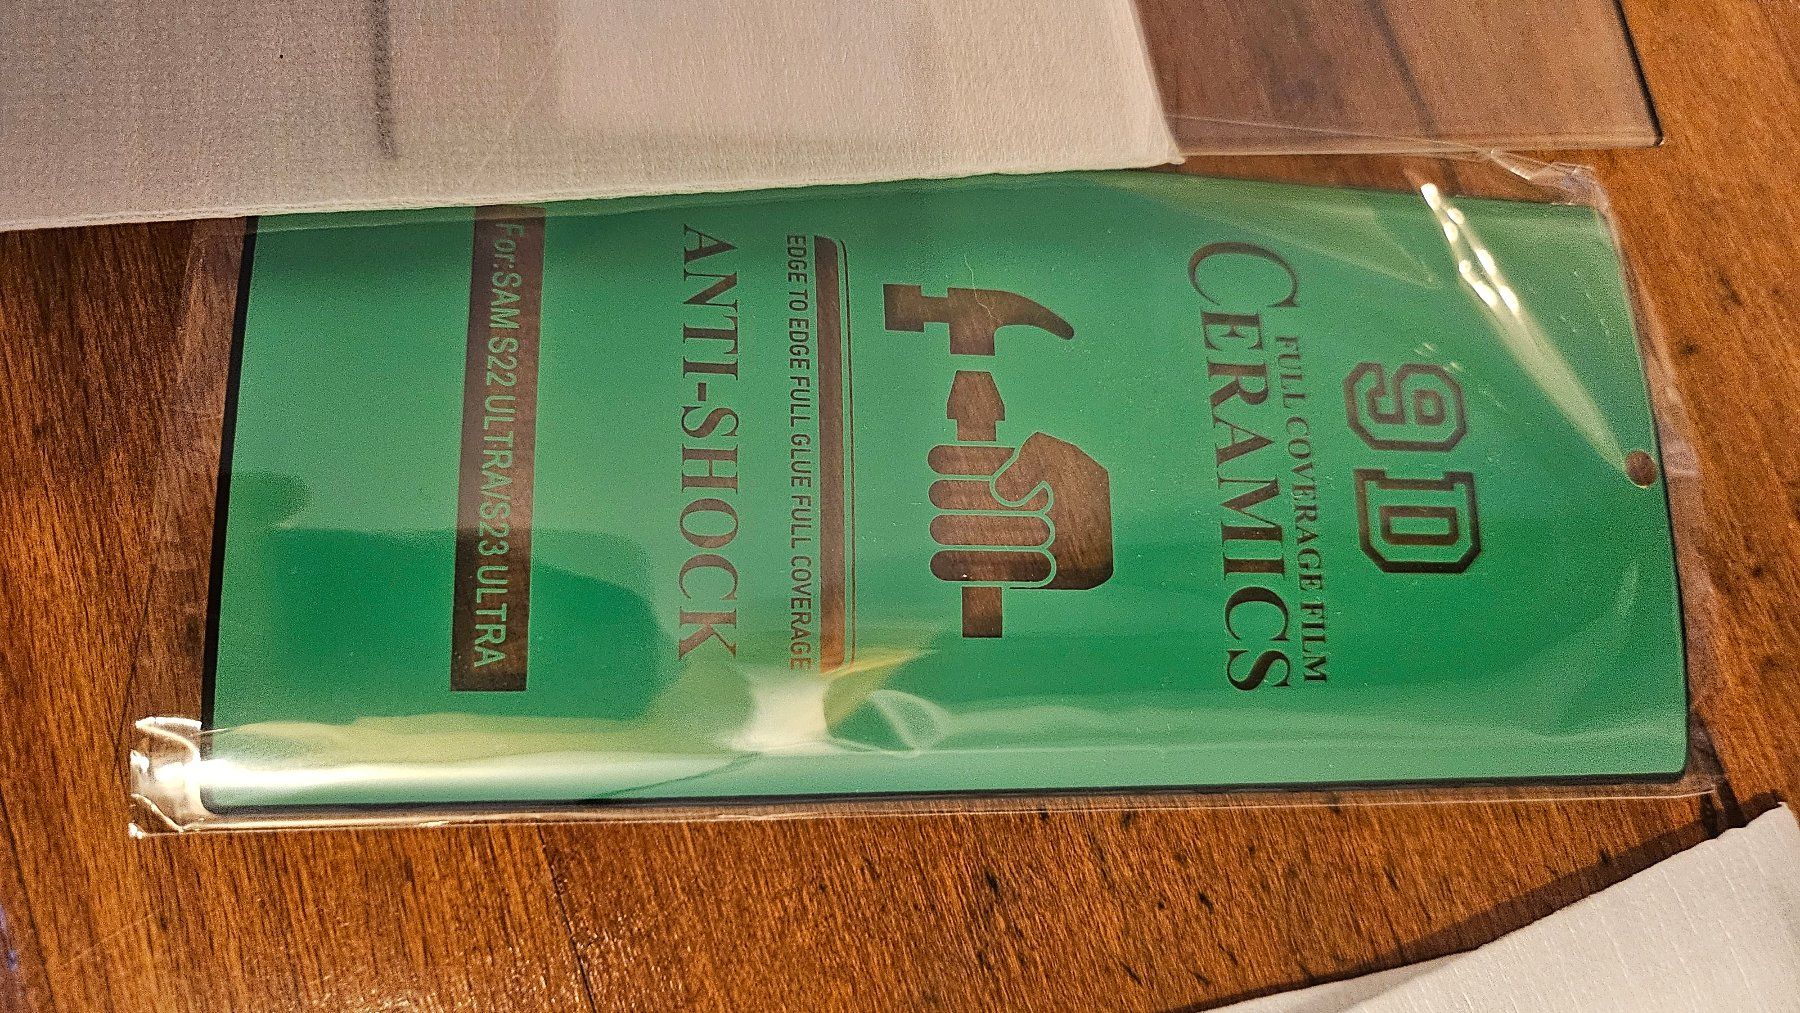 9D
FULL COVERAGE FILM
CERAMICS
EDGE TO EDGE FULL GLUE FULL COVERAGE
ANTI-SHOCK
For:SAM S22 ULTRA/S23 ULTRA